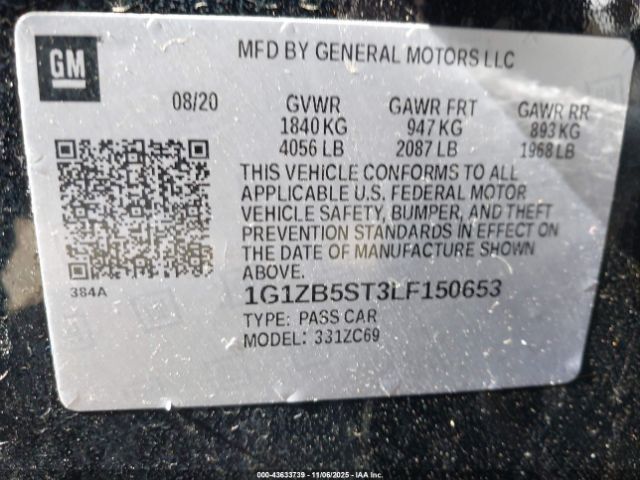 GM
MFD BY GENERAL MOTORS LLC
08/20 GVWR GAWR FRT GAWR RR
1840 KG 947 KG 893 KG
4056 LB 2087 LB 1968 LB
THIS VEHICLE CONFORMS TO ALL
APPLICABLE U.S. FEDERAL MOTOR
VEHICLE SAFETY, BUMPER, AND THEFT
PREVENTION STANDARDS IN EFFECT ON
THE DATE OF MANUFACTURE SHOWN
ABOVE.
384A
1G1ZB5ST3LF150653
TYPE: PASS CAR
MODEL: 331ZC69
000-43633739 11/06/2025 IAA Inc.